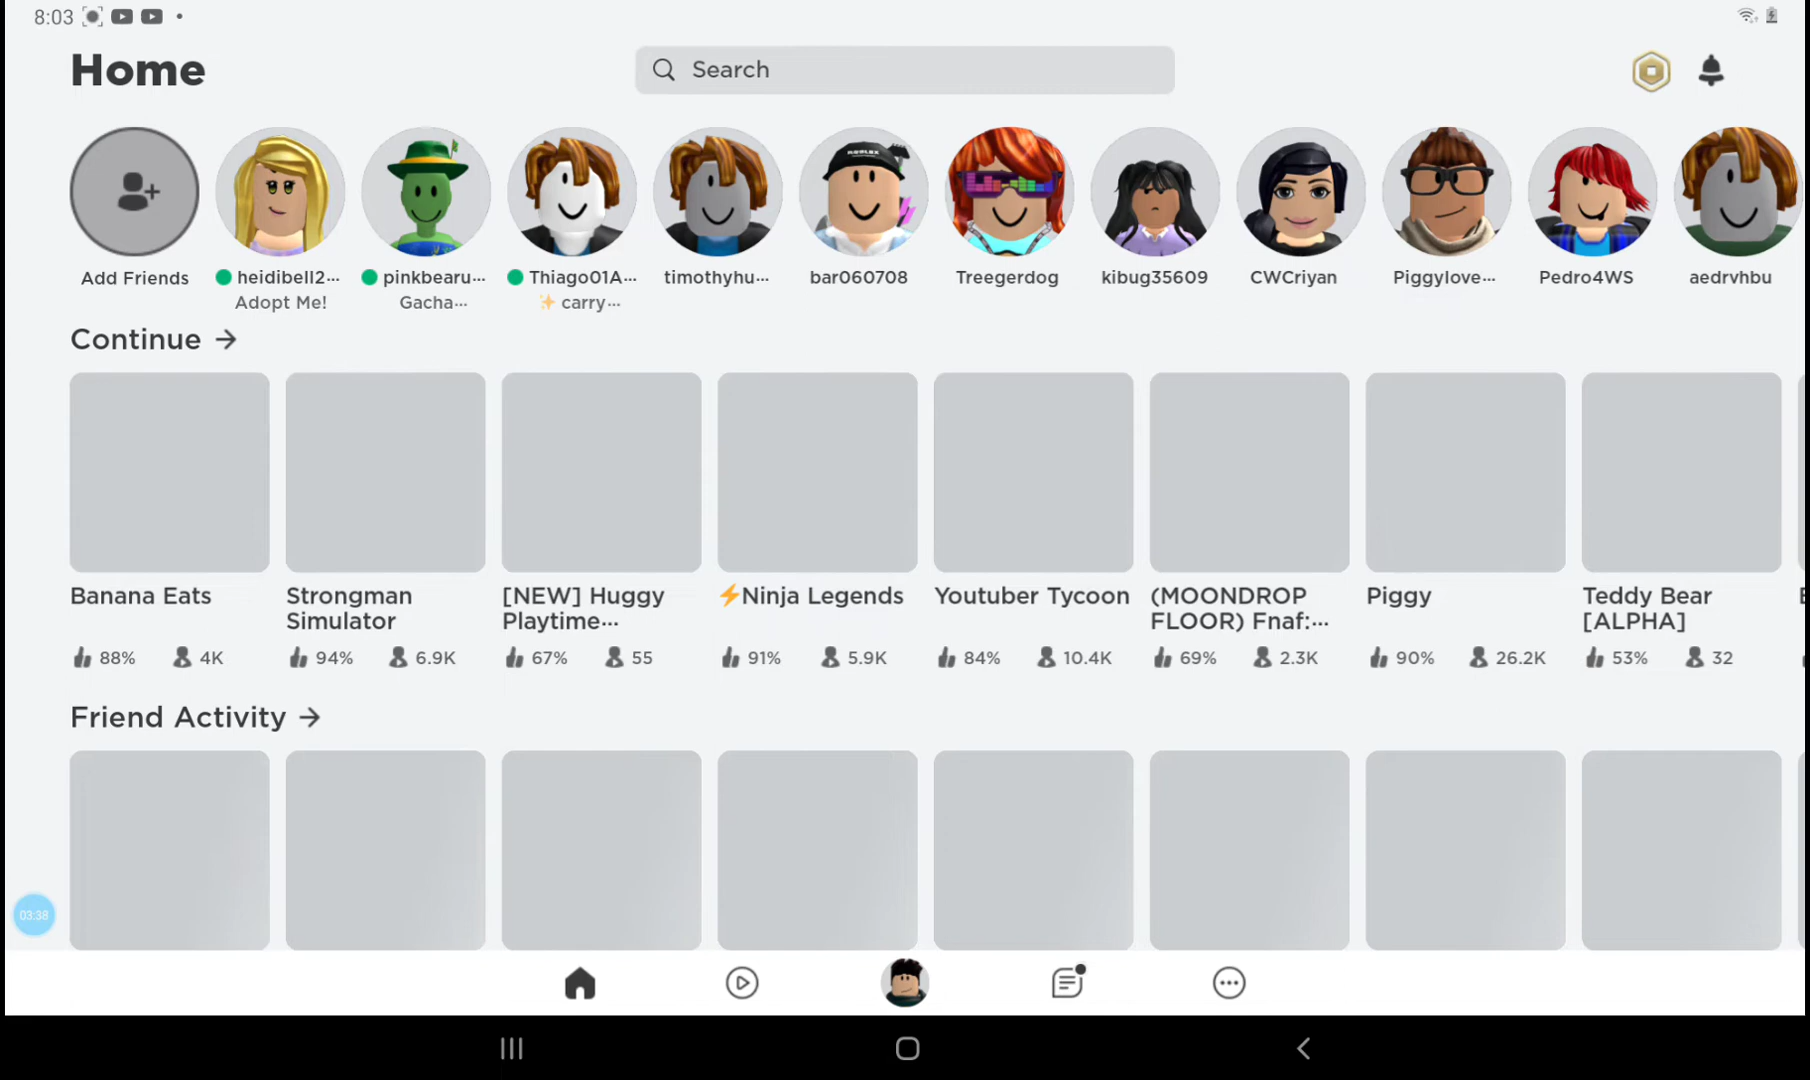 8:03
Home
Search
Add Friends
heidibell2...
Adopt Me!
pinkbearu...
Gacha...
Thiago01A...
✨ carry...
timothyhu...
bar060708
Treegerdog
kibug35609
CWCriyan
Piggylove...
Pedro4WS
aedrvhbu
Continue →
Banana Eats
88% 4K
Strongman
Simulator
94% 6.9K
[NEW] Huggy
Playtime...
67% 55
⚡Ninja Legends
91% 5.9K
Youtuber Tycoon
84% 10.4K
(MOONDROP
FLOOR) Fnaf:...
69% 2.3K
Piggy
90% 26.2K
Teddy Bear
[ALPHA]
53% 32
Friend Activity →
03:38